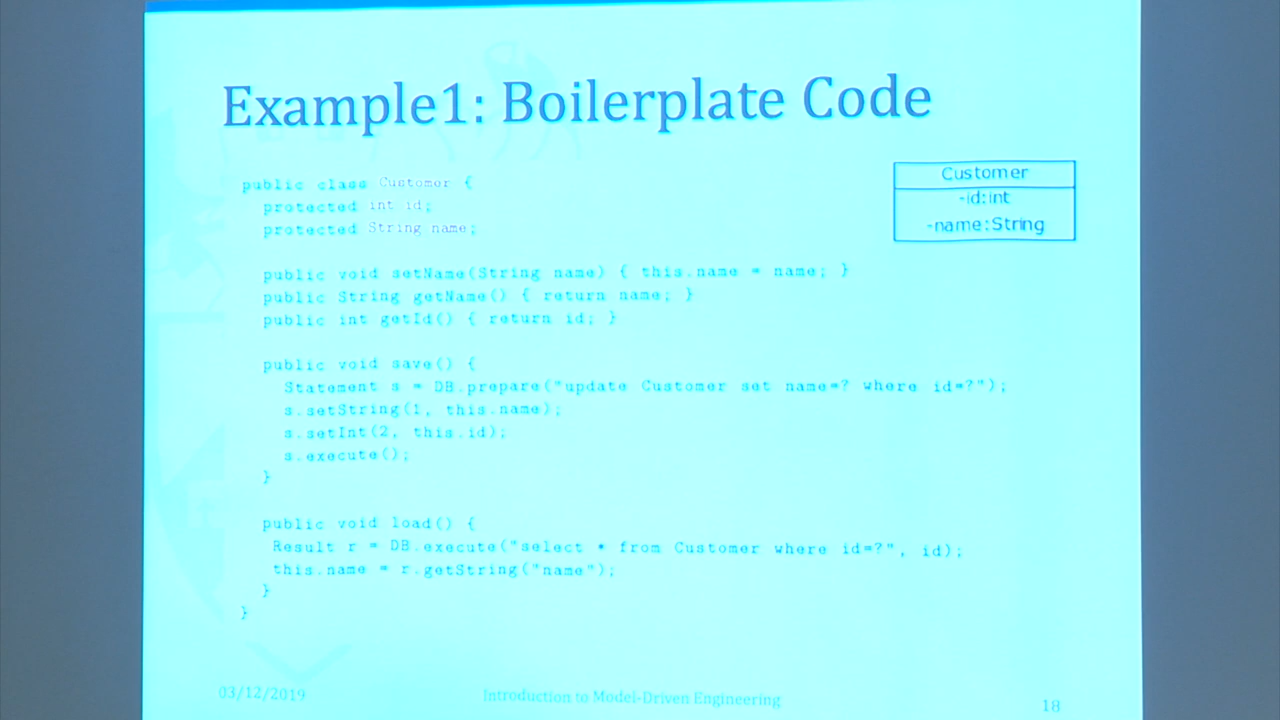 Example1: Boilerplate Code
public class Customer {
protected int id;
protected String name;
public void setName(String name) { this.name = name; }
public String getName() { return name; }
public int getId() { return id; }
public void save() {
Statement s = DB.prepare("update Customer set name=? where id=?");
s.setString(1, this.name);
s.setInt(2, this.id);
s.execute();
}
public void load() {
Result r = DB.execute("select * from Customer where id=?", id);
this.name = r.getString("name");
}
}
Customer
-id:int
-name:String
03/12/2019
Introduction to Model-Driven Engineering
18